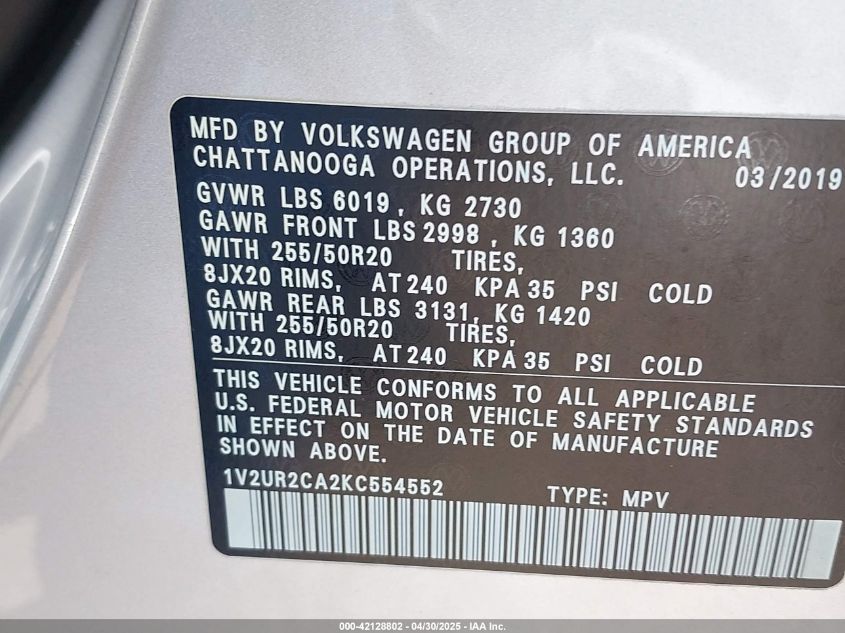 MFD BY VOLKSWAGEN GROUP OF AMERICA
CHATTANOOGA OPERATIONS, LLC. 03/2019
GVWR LBS 6019, KG 2730
GAWR FRONT LBS 2998, KG 1360
WITH 255/50R20 TIRES,
8JX20 RIMS, AT 240 KPA 35 PSI COLD
GAWR REAR LBS 3131, KG 1420
WITH 255/50R20 TIRES,
8JX20 RIMS, AT 240 KPA 35 PSI COLD
THIS VEHICLE CONFORMS TO ALL APPLICABLE
U.S. FEDERAL MOTOR VEHICLE SAFETY STANDARDS
IN EFFECT ON THE DATE OF MANUFACTURE
SHOWN ABOVE.
1V2UR2CA2KC554552 TYPE: MPV
000-42128802 - 04/30/2025 - IAA Inc.